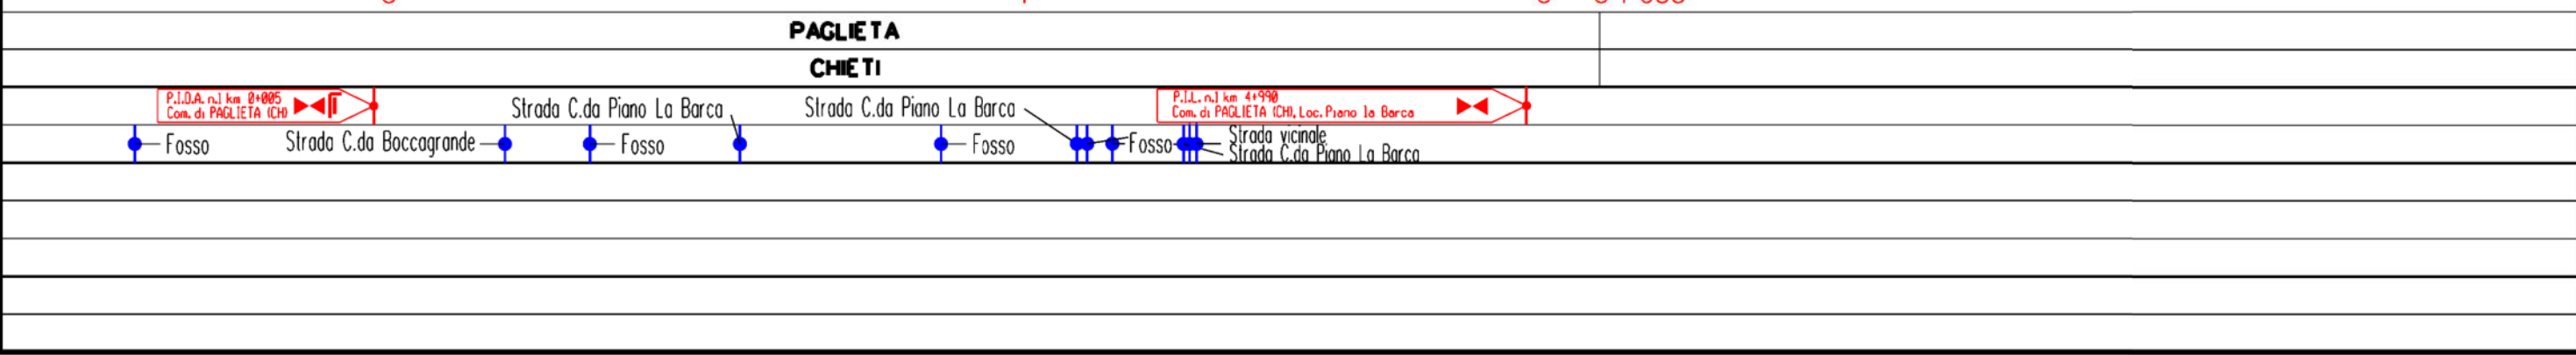 PAGLIETA
CHIETI
P.I.D.A. n.1 km 0+005
Com. di PAGLIETA (CH)
Strada C.da Piano La Barca
Strada C.da Piano La Barca
P.I.L. n.1 km 4+990
Com. di PAGLIETA (CH), Loc. Piano la Barca
Fosso
Strada C.da Boccagrande
Fosso
Fosso
Fosso
Strada vicinale
Strada C.da Piano La Barca